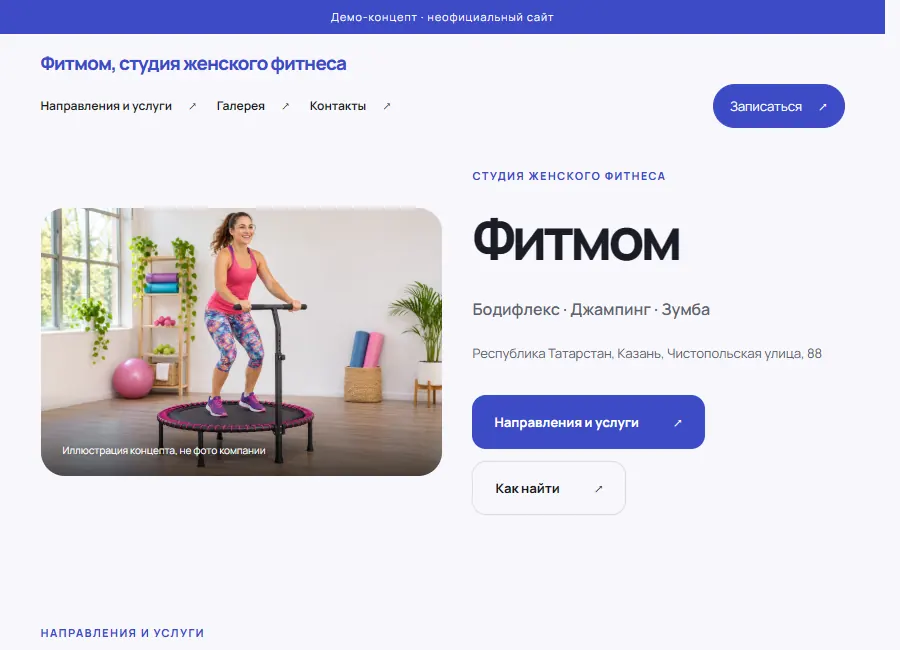 Демо-концепт · неофициальный сайт
Фитмом, студия женского фитнеса
Направления и услуги ↗ Галерея ↗ Контакты ↗
Записаться ↗
СТУДИЯ ЖЕНСКОГО ФИТНЕСА
Фитмом
Бодифлекс · Джампинг · Зумба
Республика Татарстан, Казань, Чистопольская улица, 88
Направления и услуги ↗
Как найти ↗
Иллюстрация концепта, не фото компании
НАПРАВЛЕНИЯ И УСЛУГИ